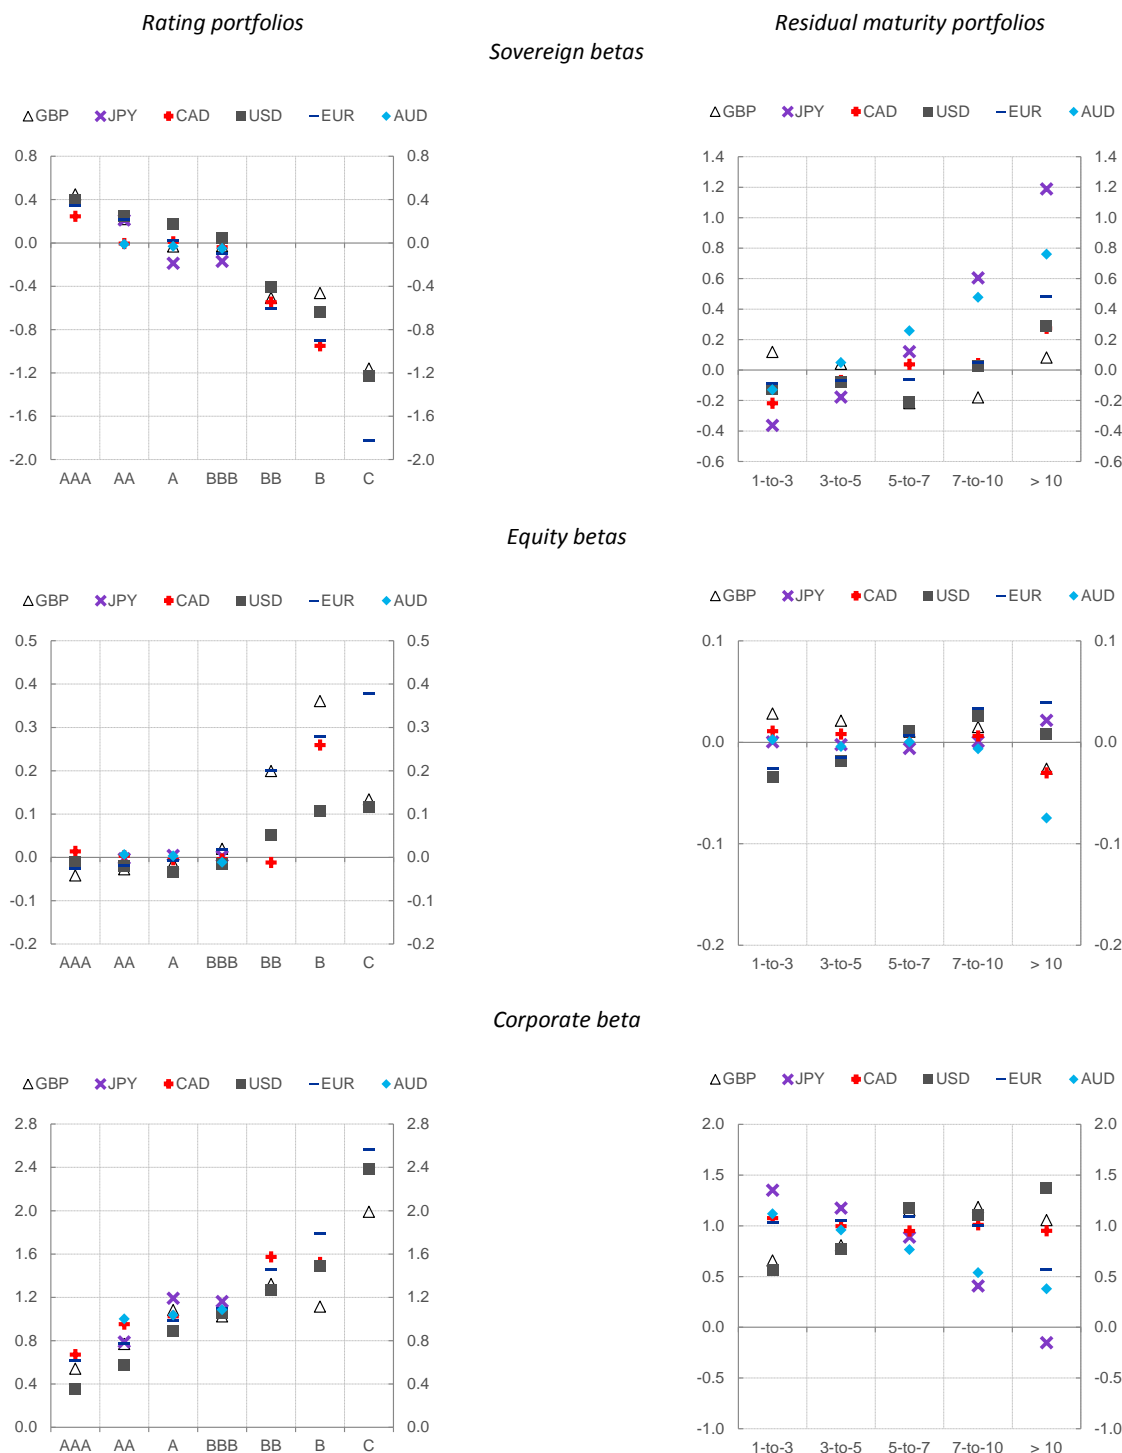 Rating portfolios
Residual maturity portfolios
Sovereign betas
GBP JPY CAD USD EUR AUD
0.8 0.8
0.4 0.4
0.0 0.0
-0.4 -0.4
-0.8 -0.8
-1.2 -1.2
-1.6 -1.6
-2.0 -2.0
AAA AA A BBB BB B C
GBP JPY CAD USD EUR AUD
1.4 1.4
1.2 1.2
1.0 1.0
0.8 0.8
0.6 0.6
0.4 0.4
0.2 0.2
0.0 0.0
-0.2 -0.2
-0.4 -0.4
-0.6 -0.6
1-to-3 3-to-5 5-to-7 7-to-10 > 10
Equity betas
GBP JPY CAD USD EUR AUD
0.5 0.5
0.4 0.4
0.3 0.3
0.2 0.2
0.1 0.1
0.0 0.0
-0.1 -0.1
-0.2 -0.2
AAA AA A BBB BB B C
GBP JPY CAD USD EUR AUD
0.1 0.1
0.0 0.0
-0.1 -0.1
-0.2 -0.2
1-to-3 3-to-5 5-to-7 7-to-10 > 10
Corporate beta
GBP JPY CAD USD EUR AUD
2.8 2.8
2.4 2.4
2.0 2.0
1.6 1.6
1.2 1.2
0.8 0.8
0.4 0.4
0.0 0.0
AAA AA A BBB BB B C
GBP JPY CAD USD EUR AUD
2.0 2.0
1.5 1.5
1.0 1.0
0.5 0.5
0.0 0.0
-0.5 -0.5
-1.0 -1.0
1-to-3 3-to-5 5-to-7 7-to-10 > 10